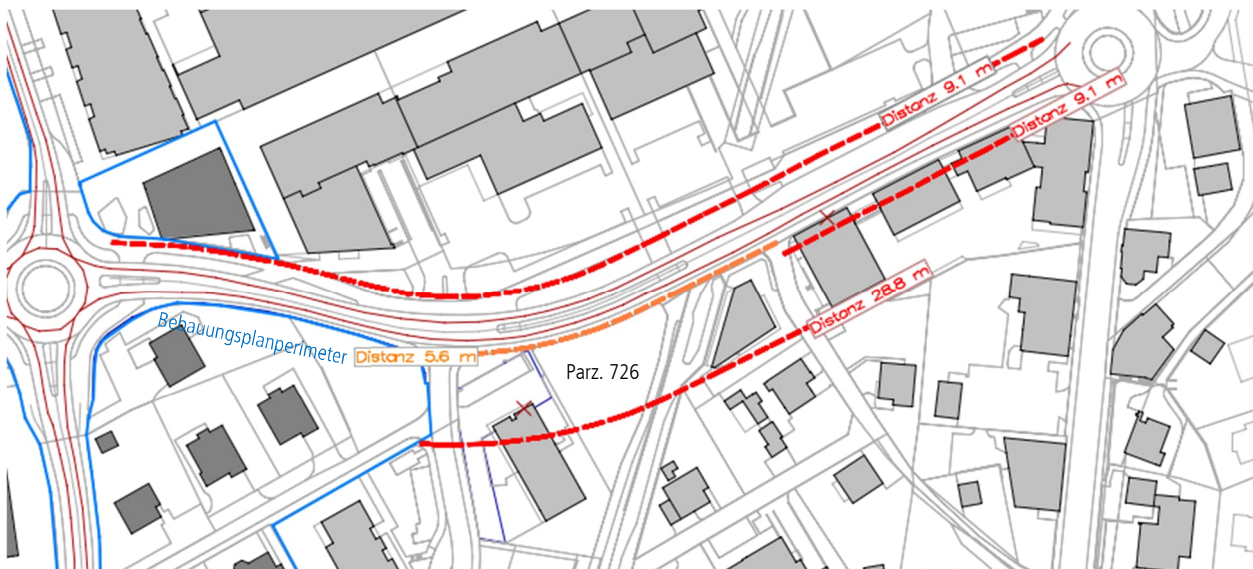 Distanz 9.1 m
Distanz 9.1 m
Distanz 28.8 m
Bebauungsplanperimeter
Distanz 5.6 m
Parz. 726